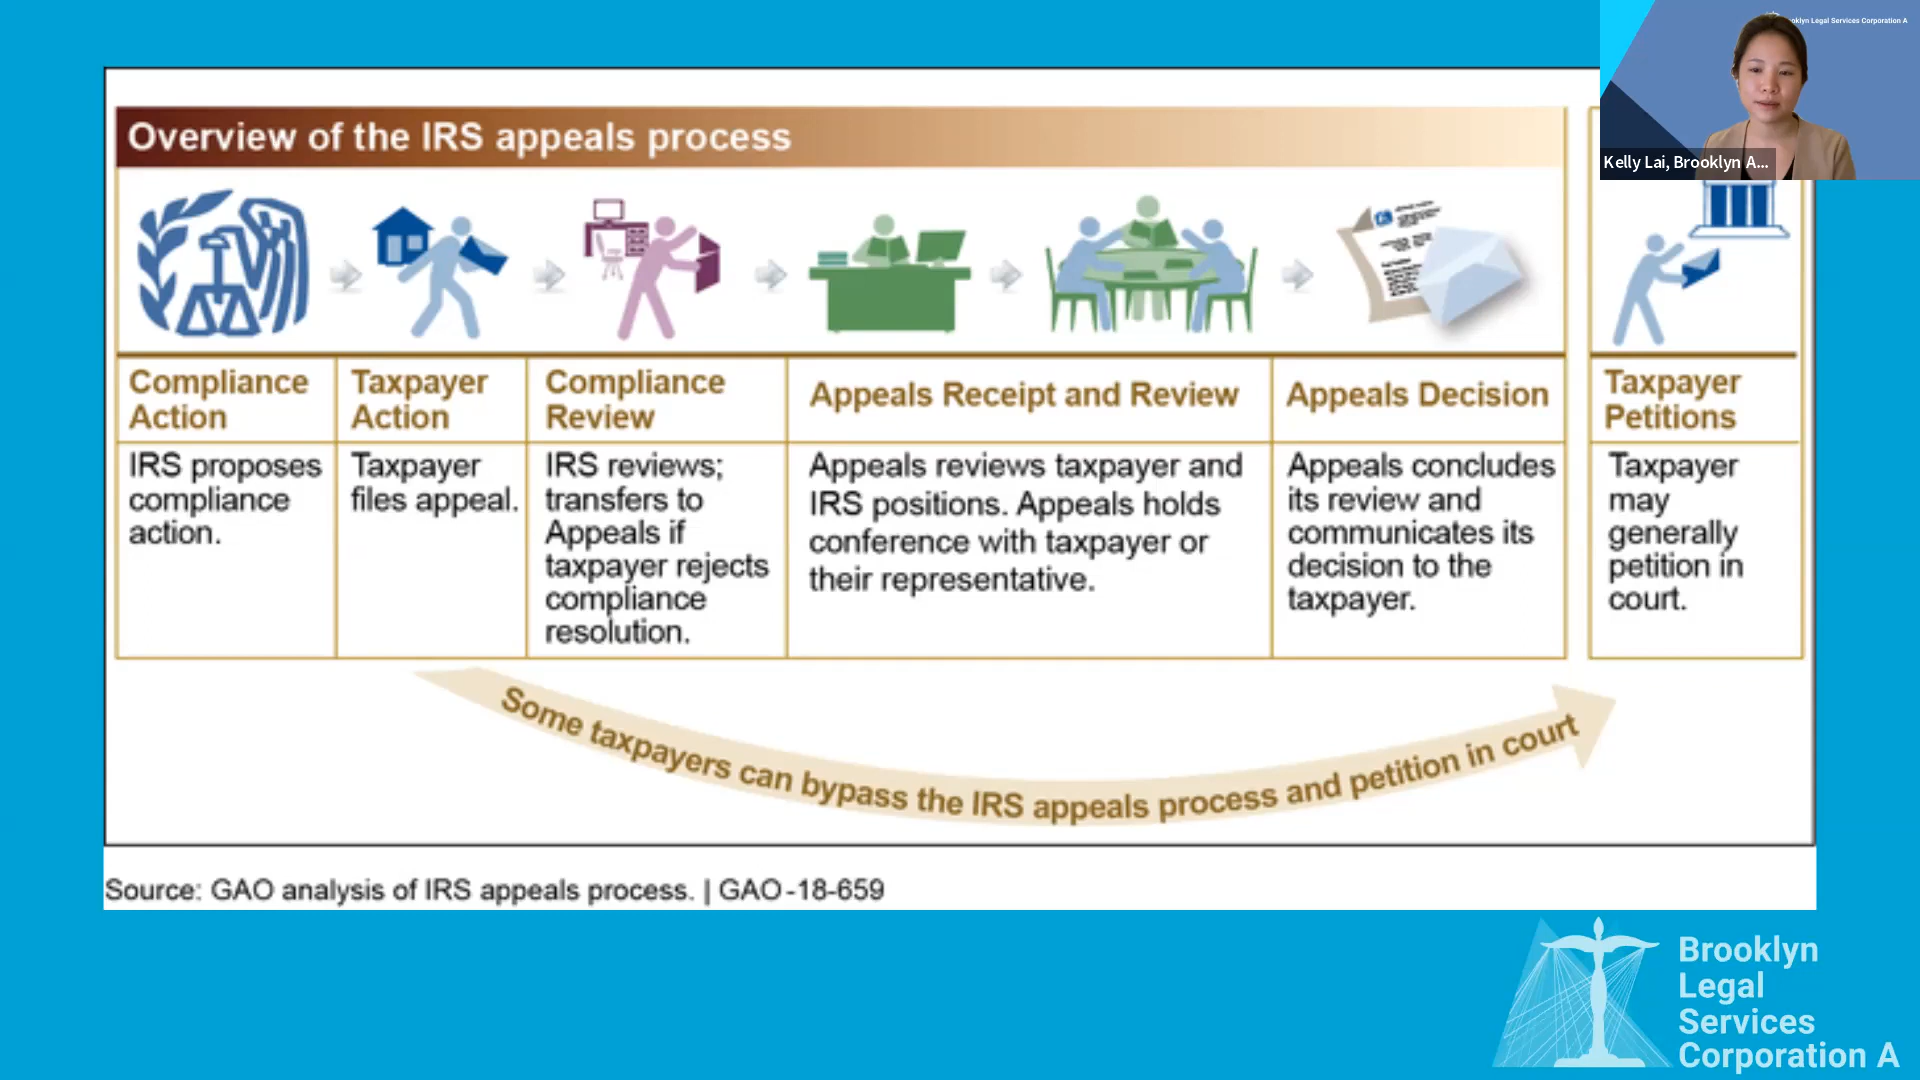 oklyn Legal Services Corporation A
Kelly Lai, Brooklyn A...
Overview of the IRS appeals process
Compliance
Action
Taxpayer
Action
Compliance
Review
Appeals Receipt and Review
Appeals Decision
Taxpayer
Petitions
IRS proposes
compliance
action.
Taxpayer
files appeal.
IRS reviews;
transfers to
Appeals if
taxpayer rejects
compliance
resolution.
Appeals reviews taxpayer and
IRS positions. Appeals holds
conference with taxpayer or
their representative.
Appeals concludes
its review and
communicates its
decision to the
taxpayer.
Taxpayer
may
generally
petition in
court.
Some taxpayers can bypass the IRS appeals process and petition in court
Source: GAO analysis of IRS appeals process. | GAO-18-659
Brooklyn
Legal
Services
Corporation A